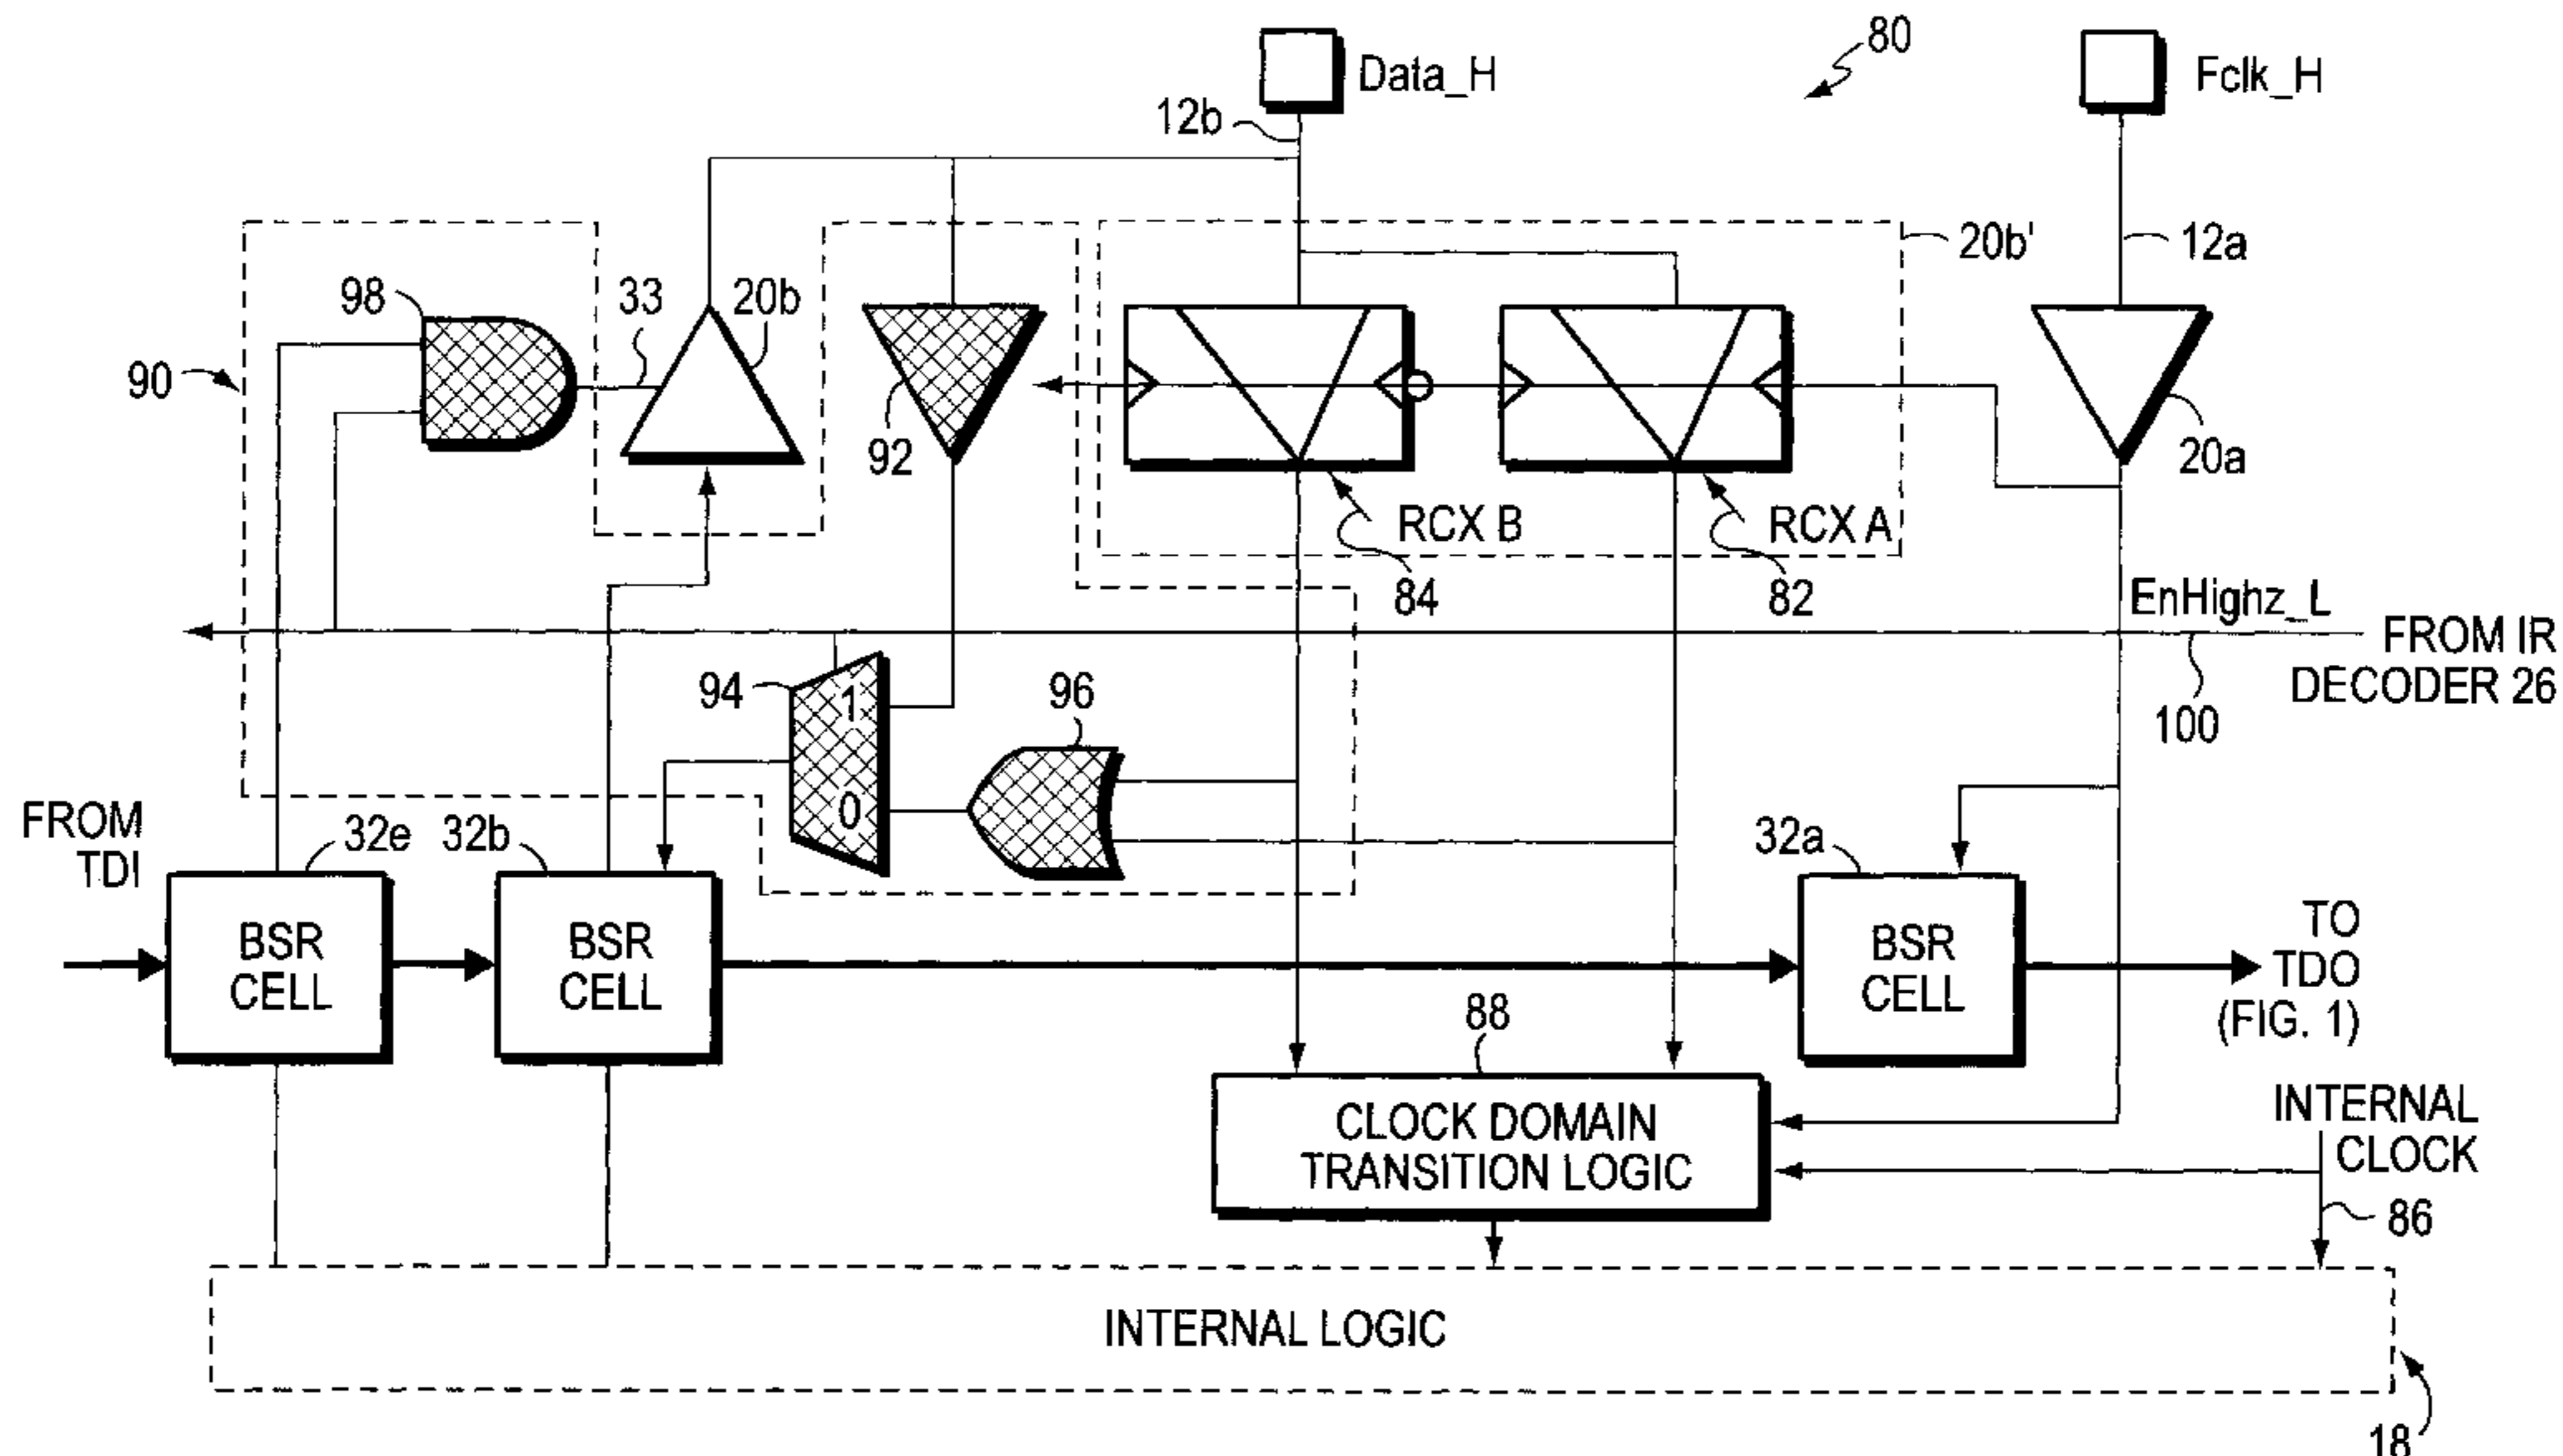 Data_H
Fclk_H
80
12b
12a
20b'
98
33
20b
90
92
20a
RCX B
RCX A
84
82
EnHighz_L
FROM IR
DECODER 26
100
94
1
96
0
FROM
TDI
32e
32b
32a
BSR
CELL
BSR
CELL
BSR
CELL
TO
TDO
(FIG. 1)
88
CLOCK DOMAIN
TRANSITION LOGIC
INTERNAL
CLOCK
86
INTERNAL LOGIC
18